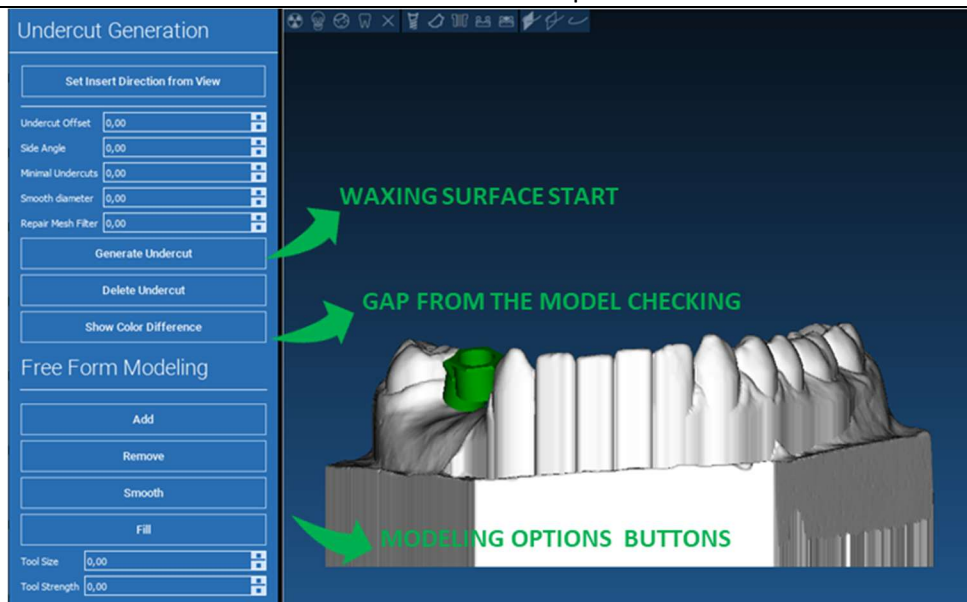 Undercut Generation
Set Insert Direction from View
Undercut Offset 0,00
Side Angle 0,00
Minimal Undercuts 0,00
Smooth diameter 0,00
Repair Mesh Filter 0,00
Generate Undercut
Delete Undercut
Show Color Difference
Free Form Modeling
Add
Remove
Smooth
Fill
Tool Size 0,00
Tool Strength 0,00
WAXING SURFACE START
GAP FROM THE MODEL CHECKING
MODELING OPTIONS BUTTONS